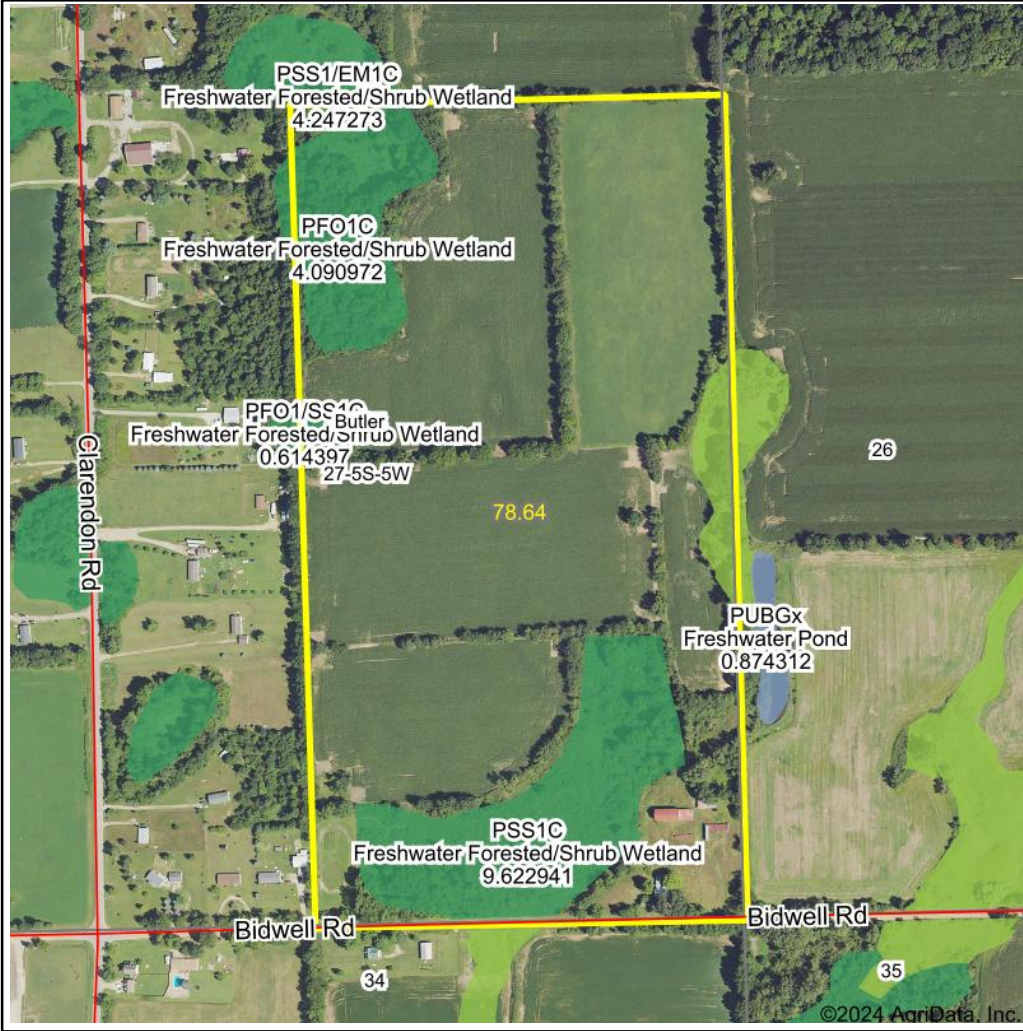 PSS1/EM1C
Freshwater Forested/Shrub Wetland
4.247273
PFO1C
Freshwater Forested/Shrub Wetland
4.090972
PFO1/SS1C
Butler
Freshwater Forested/Shrub Wetland
0.614397
27-5S-5W
26
Clarendon Rd
78.64
PUBGx
Freshwater Pond
0.874312
PSS1C
Freshwater Forested/Shrub Wetland
9.622941
Bidwell Rd
Bidwell Rd
34
35
©2024 AgriData, Inc.